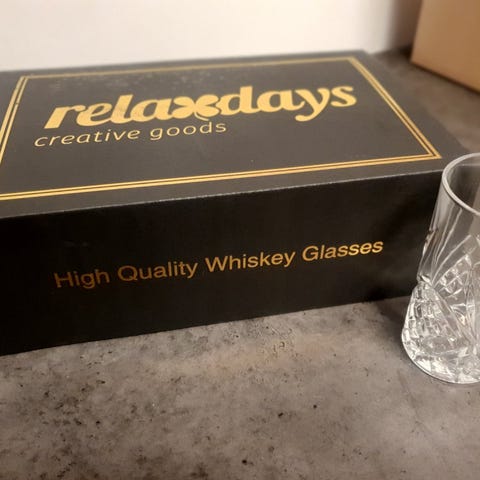 relaxdays
creative goods
High Quality Whiskey Glasses